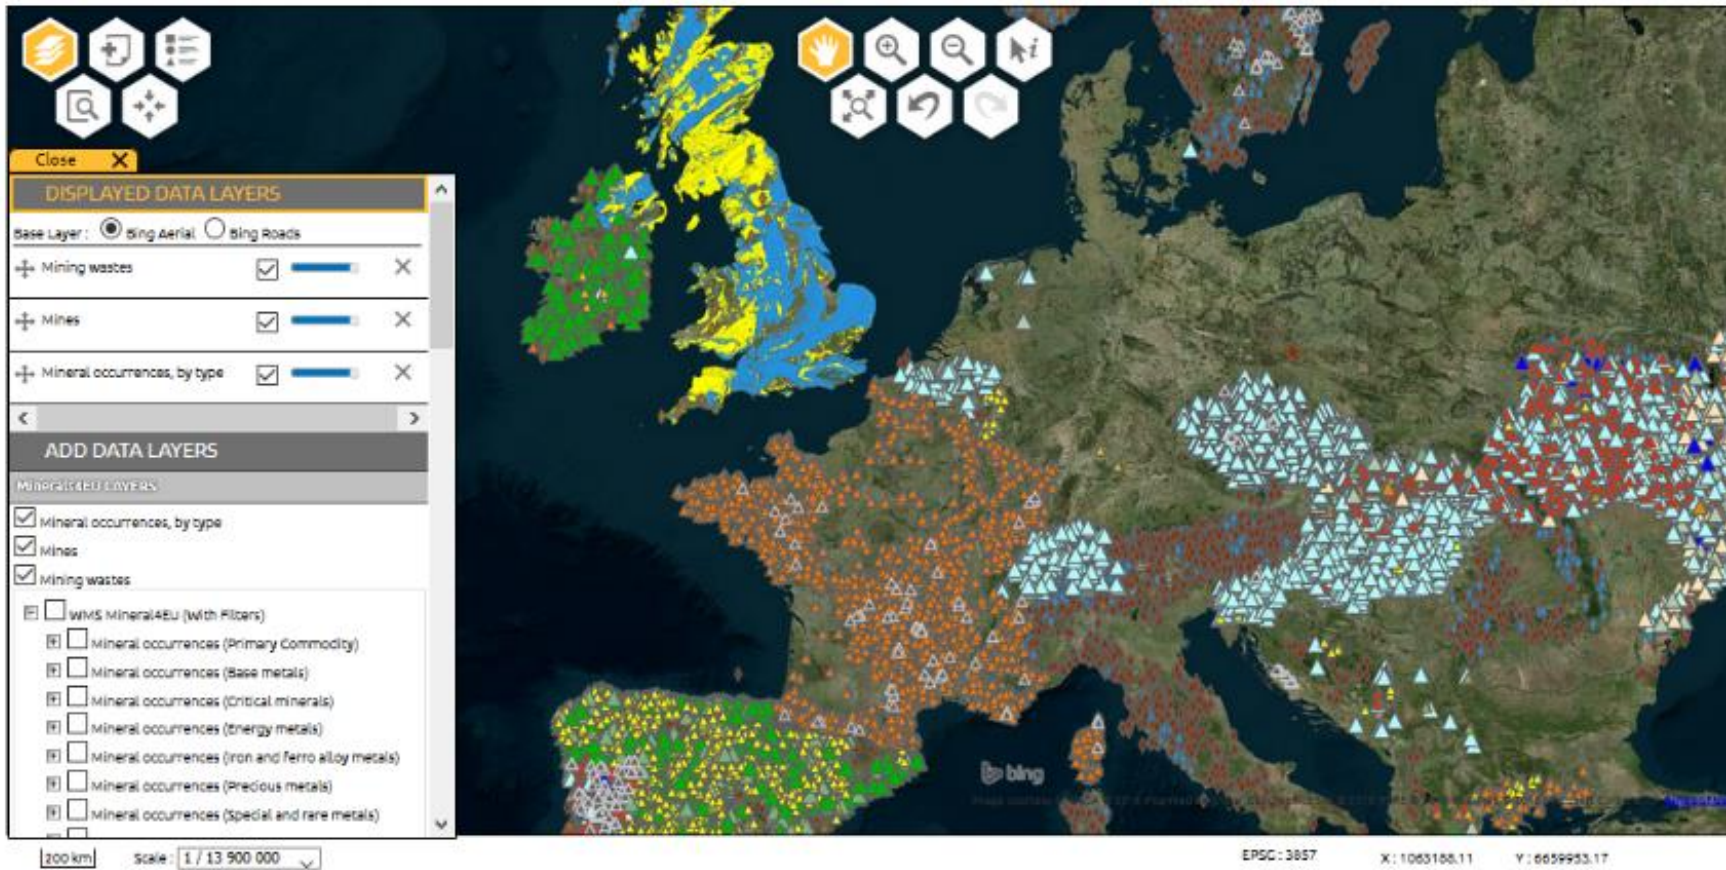 Close X
DISPLAYED DATA LAYERS
Base Layer : Bing Aerial Bing Roads
Mining wastes
Mines
Mineral occurrences, by type
ADD DATA LAYERS
Minerals4EU LAYERS
Mineral occurrences, by type
Mines
Mining wastes
WMS Mineral4EU (With Filters)
Mineral occurrences (Primary Commodity)
Mineral occurrences (Base metals)
Mineral occurrences (Critical minerals)
Mineral occurrences (Energy metals)
Mineral occurrences (Iron and ferro alloy metals)
Mineral occurrences (Precious metals)
Mineral occurrences (Special and rare metals)
bing
200 km Scale : 1 / 13 900 000
EPSG : 3857 X : 1063188.11 Y : 6659953.17